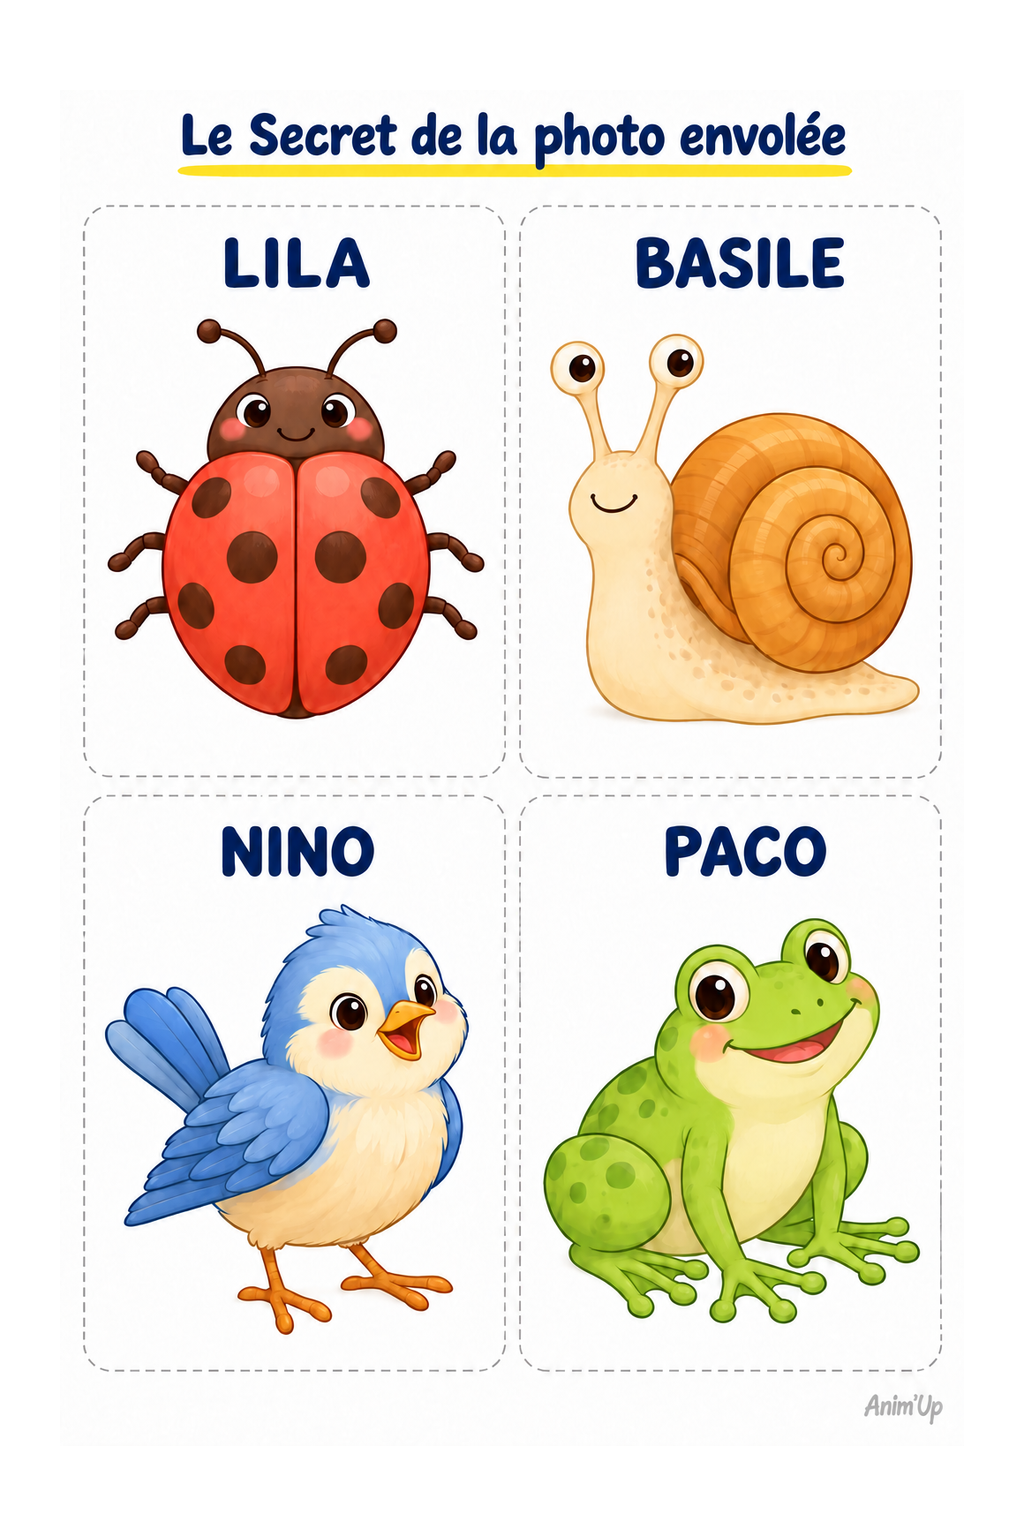 Le Secret de la photo envolée
LILA
BASILE
NINO
PACO
Anim'Up